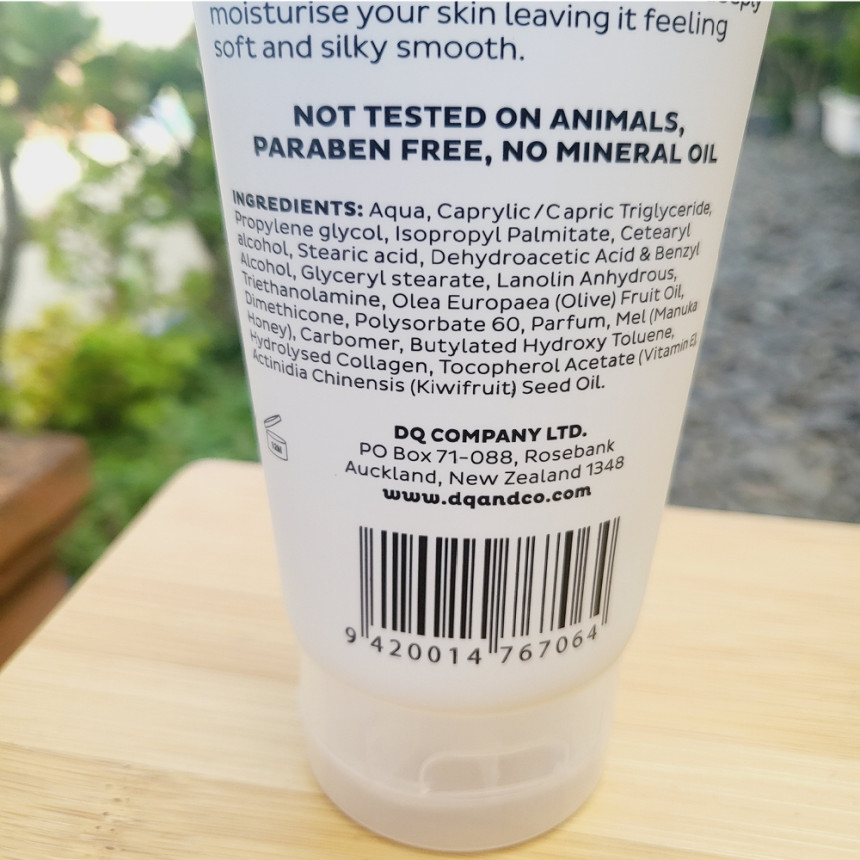 moisturise your skin leaving it feeling
soft and silky smooth.
NOT TESTED ON ANIMALS,
PARABEN FREE, NO MINERAL OIL
INGREDIENTS: Aqua, Caprylic/Capric Triglyceride,
Propylene glycol, Isopropyl Palmitate, Cetearyl
alcohol, Stearic acid, Dehydroacetic Acid & Benzyl
Alcohol, Glyceryl stearate, Lanolin Anhydrous,
Triethanolamine, Olea Europaea (Olive) Fruit Oil,
Dimethicone, Polysorbate 60, Parfum, Mel (Manuka
Honey), Carbomer, Butylated Hydroxy Toluene,
Hydrolysed Collagen, Tocopherol Acetate (Vitamin E),
Actinidia Chinensis (Kiwifruit) Seed Oil.
DQ COMPANY LTD.
PO Box 71-088, Rosebank
Auckland, New Zealand 1348
www.dqandco.com
9 420014 767064